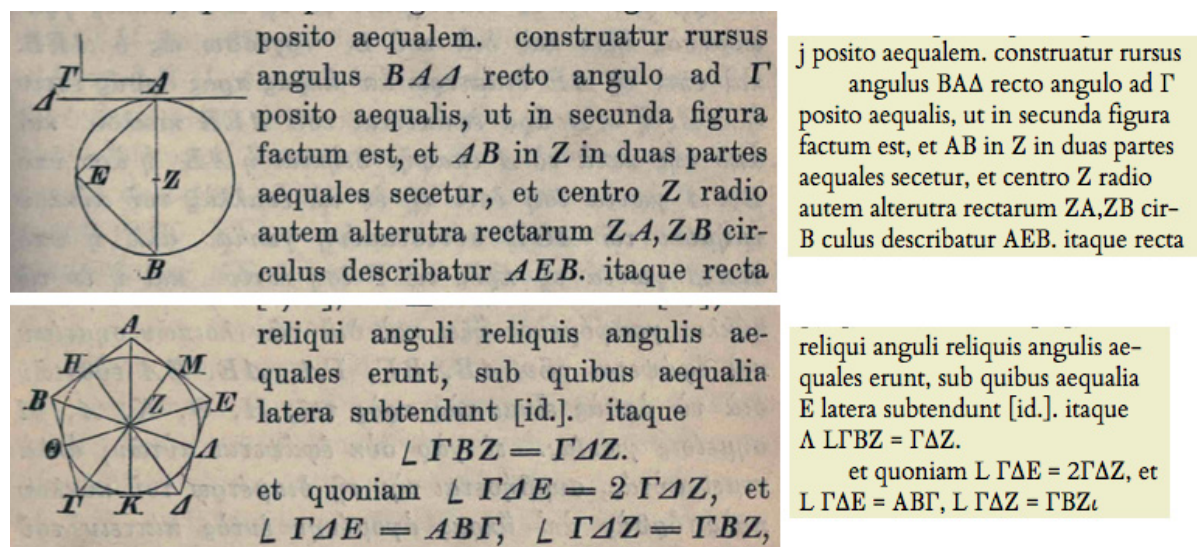 Γ
Δ A
E Z
B
posito aequalem. construatur rursus
angulus BAΔ recto angulo ad Γ
posito aequalis, ut in secunda figura
factum est, et AB in Z in duas partes
aequales secetur, et centro Z radio
autem alterutra rectarum ZA, ZB cir-
culus describatur AEB. itaque recta
j posito aequalem. construatur rursus
angulus BAΔ recto angulo ad Γ
posito aequalis, ut in secunda figura
factum est, et AB in Z in duas partes
aequales secetur, et centro Z radio
autem alterutra rectarum ZA,ZB cir-
B culus describatur AEB. itaque recta
A
H M
B Z E
Θ Λ
Γ K Δ
reliqui anguli reliquis angulis ae-
quales erunt, sub quibus aequalia
latera subtendunt [id.]. itaque
∟ ΓBZ = ΓΔZ.
et quoniam ∟ ΓΔE = 2 ΓΔZ, et
∟ ΓΔE = ABΓ, ∟ ΓΔZ = ΓBZ,
reliqui anguli reliquis angulis ae-
quales erunt, sub quibus aequalia
E latera subtendunt [id.]. itaque
Λ LΓBZ = ΓΔZ.
et quoniam L ΓΔE = 2ΓΔZ, et
L ΓΔE = ABΓ, L ΓΔZ = ΓBZι